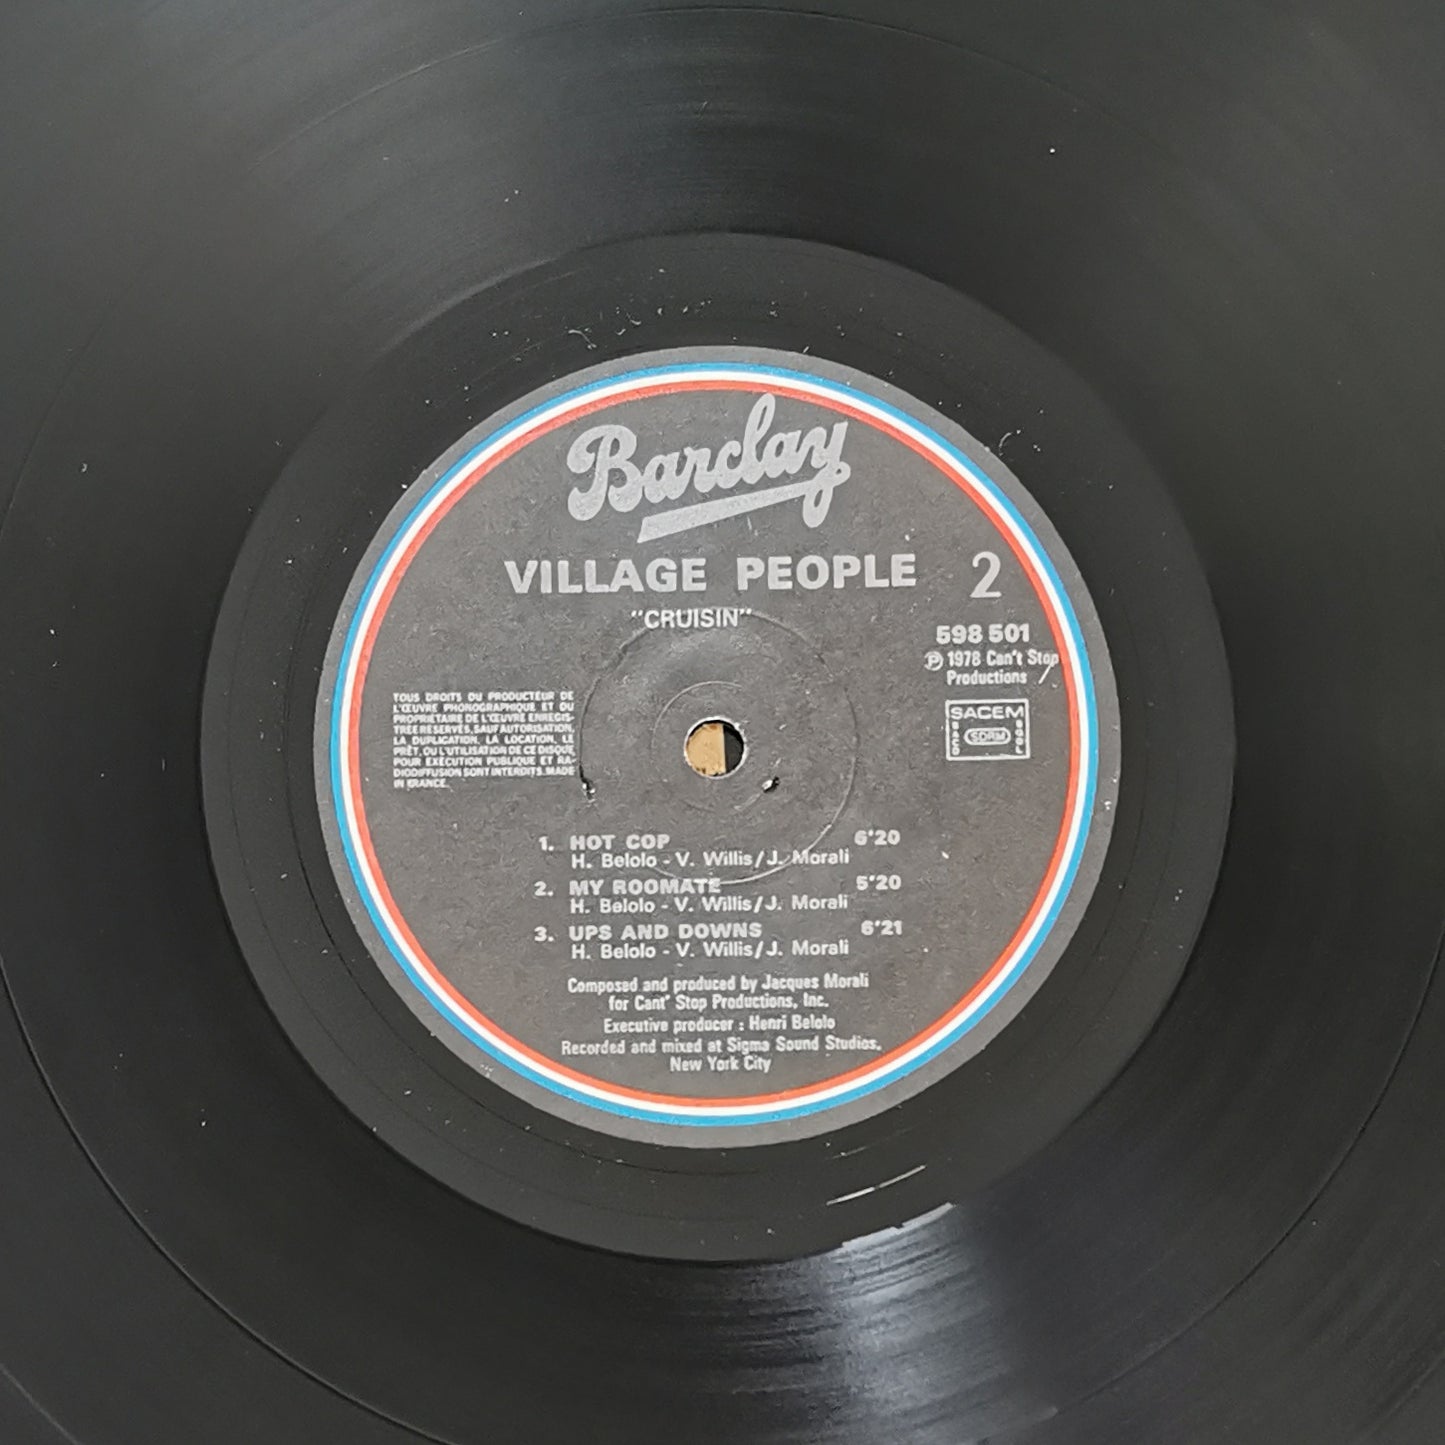 Barclay
VILLAGE PEOPLE 2
"CRUISIN"
598 501
℗ 1978 Can't Stop
Productions
TOUS DROITS DU PRODUCTEUR DE
L'ŒUVRE PHONOGRAPHIQUE ET DU
PROPRIETAIRE DE L'ŒUVRE ENREGIS-
TREE RESERVES, SAUF AUTORISATION,
LA DUPLICATION, LA LOCATION, LE
PRÊT, OU L'UTILISATION DE CE DISQUE
POUR EXECUTION PUBLIQUE ET RA-
DIODIFFUSION SONT INTERDITS. MADE
IN FRANCE.
SACEM
SACD
SDRM
SGDL
1. HOT COP 6'20
H. Belolo - V. Willis/J. Morali
2. MY ROOMATE 5'20
H. Belolo - V. Willis/J. Morali
3. UPS AND DOWNS 6'21
H. Belolo - V. Willis/J. Morali
Composed and produced by Jacques Morali
for Cant' Stop Productions, Inc.
Executive producer : Henri Belolo
Recorded and mixed at Sigma Sound Studios.
New York City